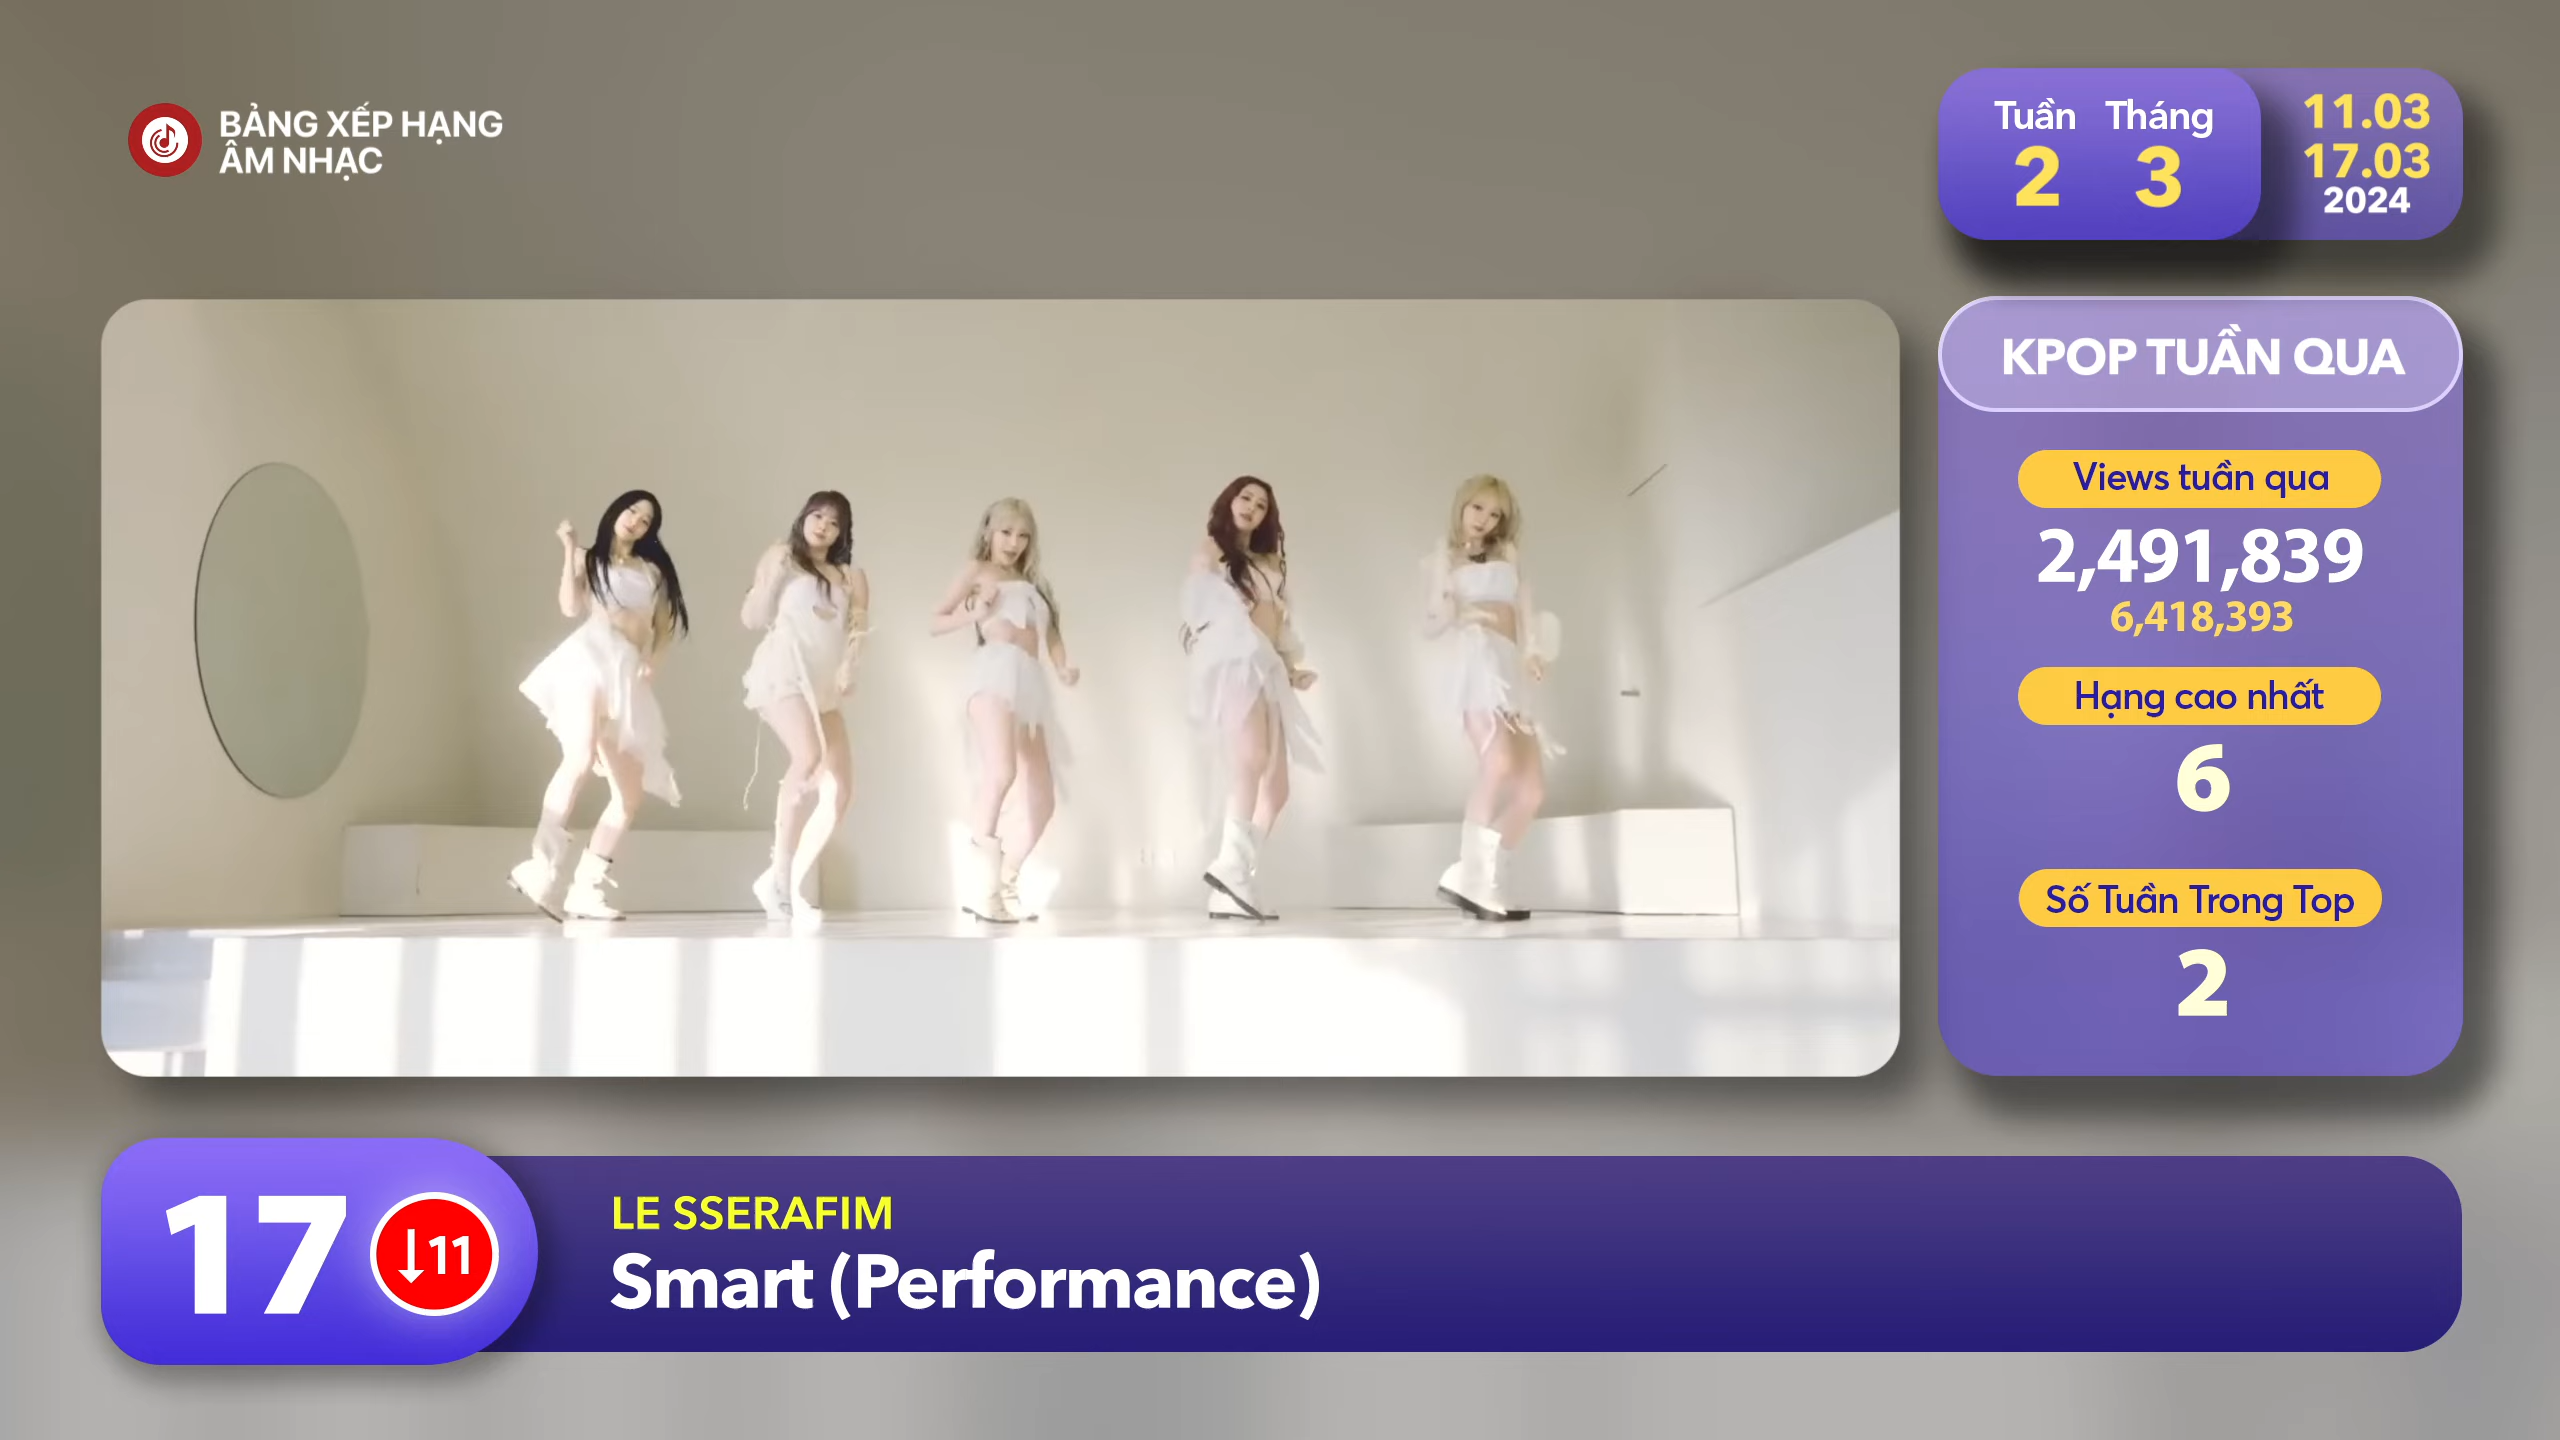 BẢNG XẾP HẠNG
ÂM NHẠC
Tuần Tháng
2 3
11.03
17.03
2024
KPOP TUẦN QUA
Views tuần qua
2,491,839
6,418,393
Hạng cao nhất
6
Số Tuần Trong Top
2
17 ↓11
LE SSERAFIM
Smart (Performance)